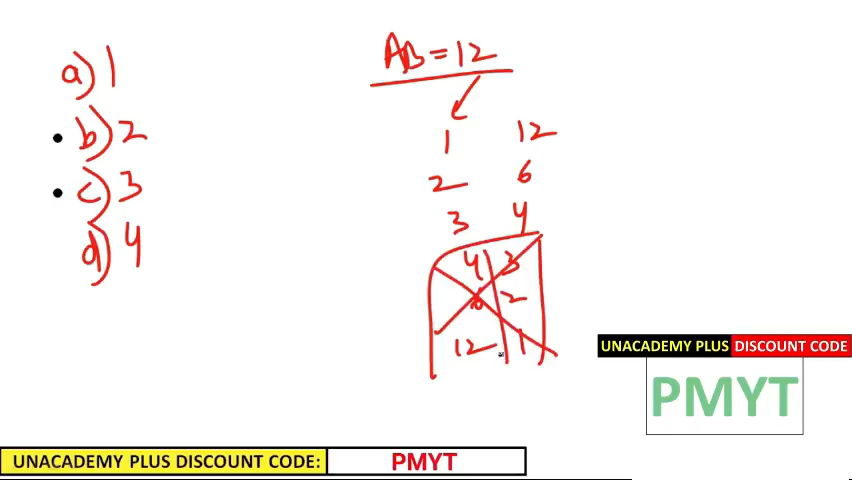 a) 1
• b) 2
• c) 3
d) 4
AB = 12
1 12
2 6
3 4
4 3
6 2
12 1
UNACADEMY PLUS DISCOUNT CODE
PMYT
UNACADEMY PLUS DISCOUNT CODE: PMYT